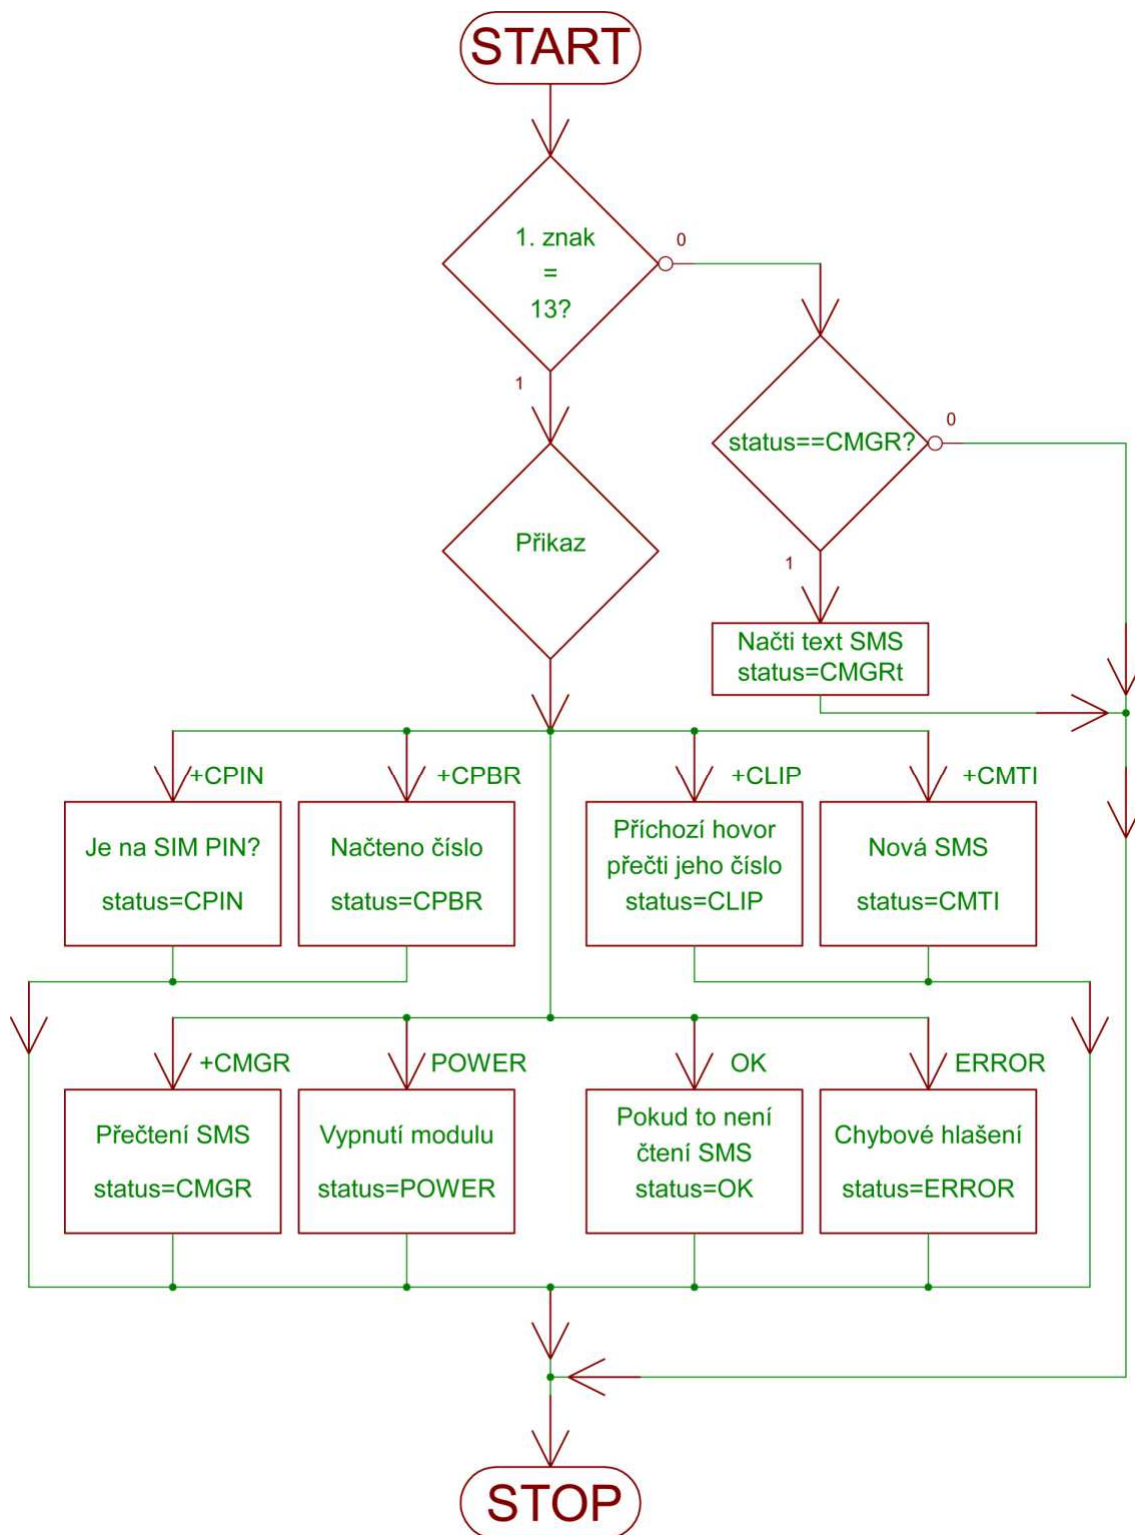 START
1. znak
=
13?
0
1
status==CMGR?
0
1
Přikaz
Načti text SMS
status=CMGRt
+CPIN
+CPBR
+CLIP
+CMTI
Je na SIM PIN?
status=CPIN
Načteno číslo
status=CPBR
Příchozí hovor
přečti jeho číslo
status=CLIP
Nová SMS
status=CMTI
+CMGR
POWER
OK
ERROR
Přečtení SMS
status=CMGR
Vypnutí modulu
status=POWER
Pokud to není
čtení SMS
status=OK
Chybové hlašení
status=ERROR
STOP